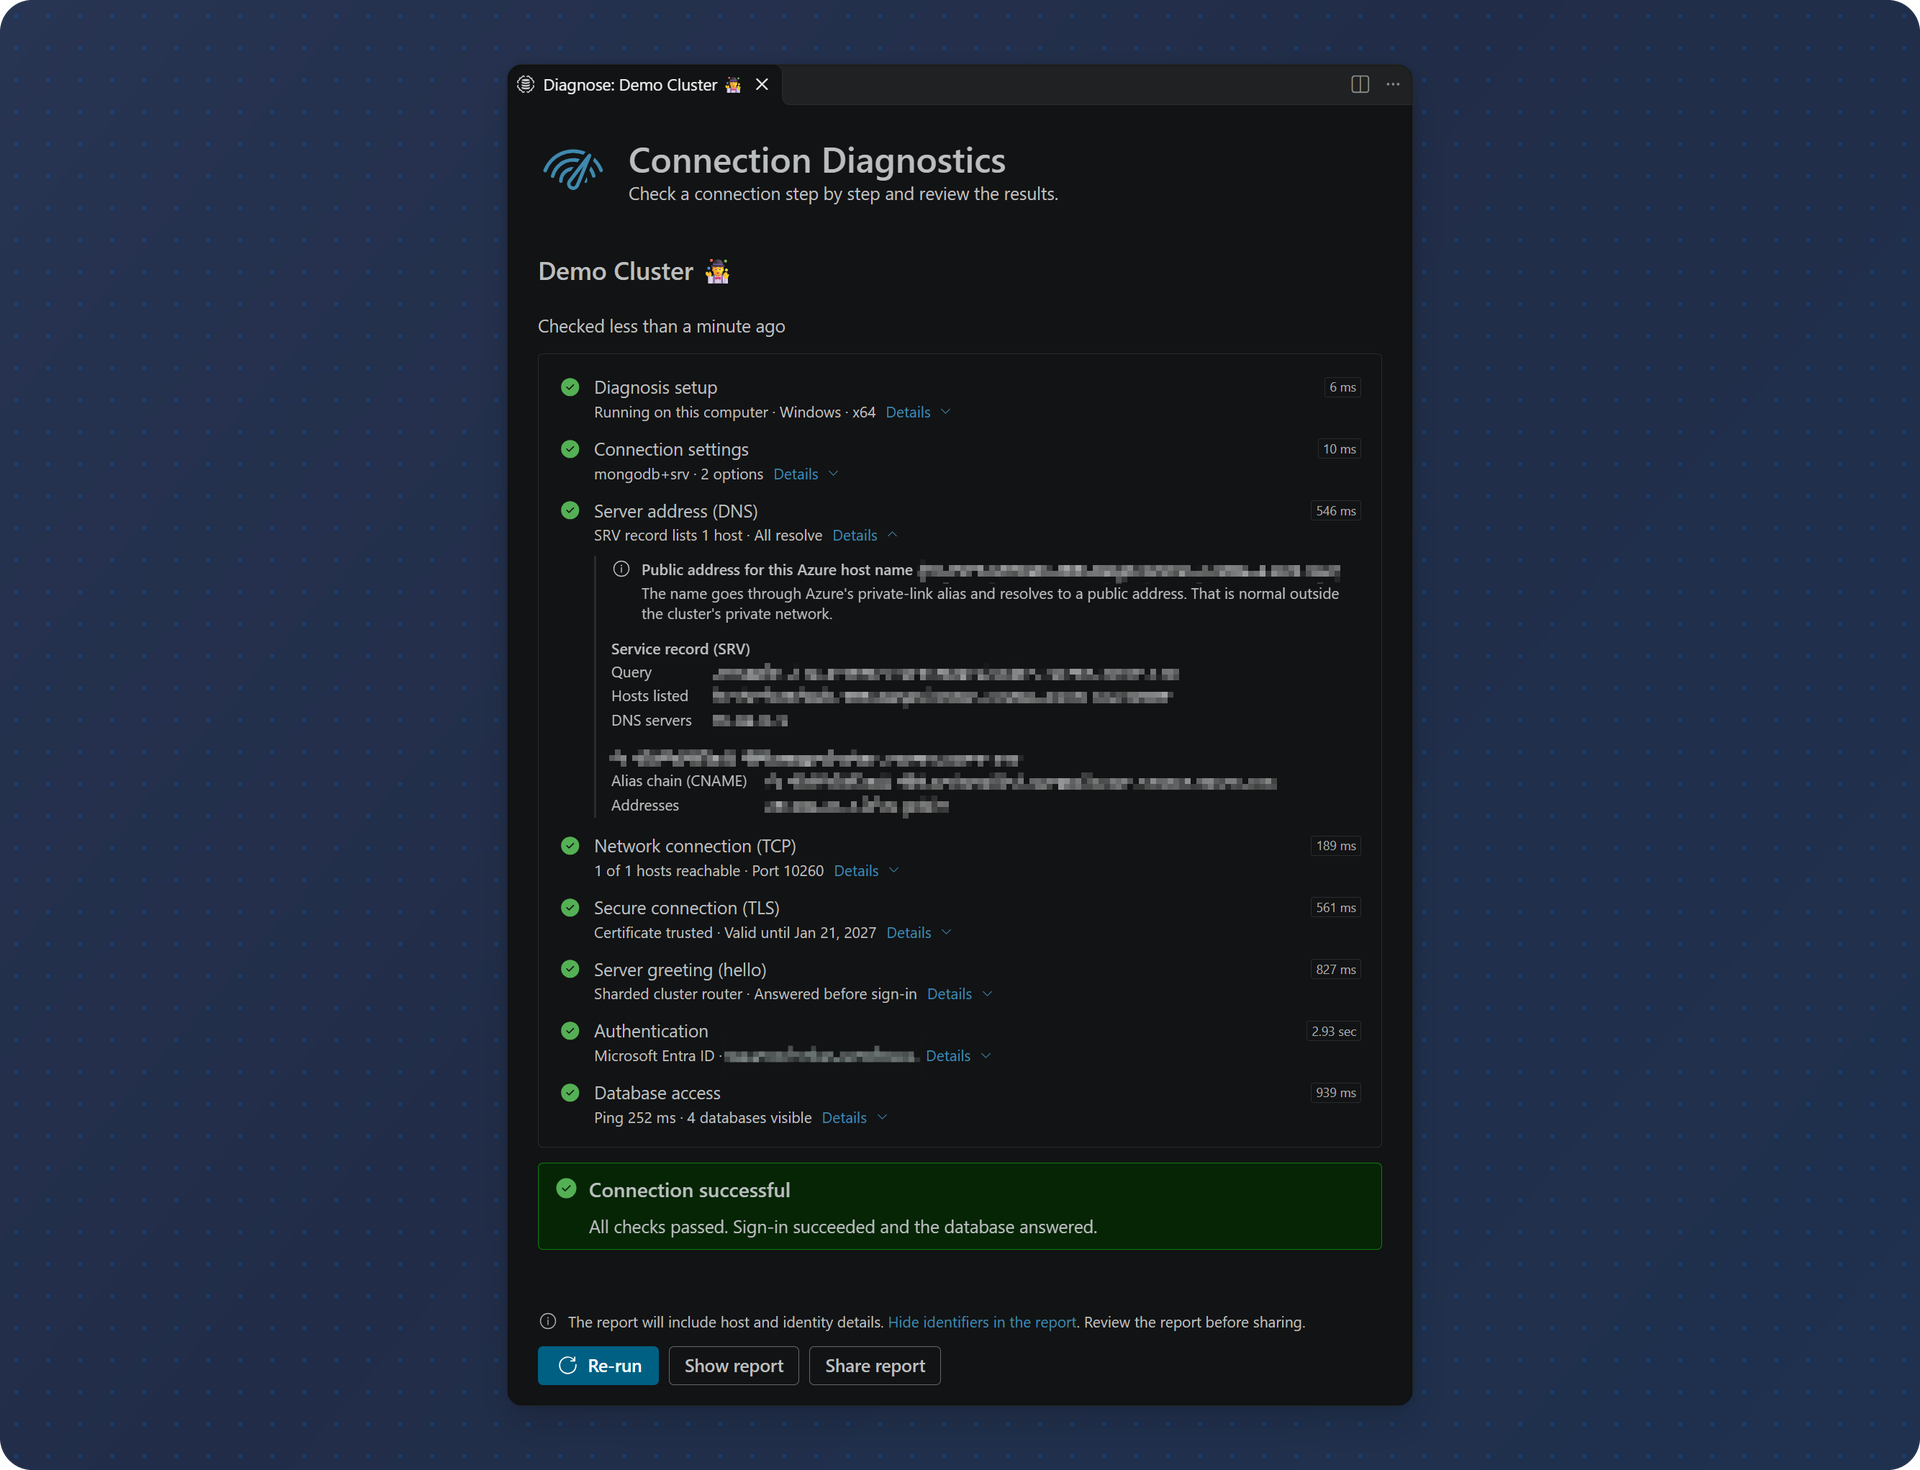 Diagnose: Demo Cluster
Connection Diagnostics
Check a connection step by step and review the results.
Demo Cluster
Checked less than a minute ago
Diagnosis setup 6 ms
Running on this computer · Windows · x64 Details
Connection settings 10 ms
mongodb+srv · 2 options Details
Server address (DNS) 546 ms
SRV record lists 1 host · All resolve Details
Public address for this Azure host name
The name goes through Azure's private-link alias and resolves to a public address. That is normal outside
the cluster's private network.
Service record (SRV)
Query
Hosts listed
DNS servers
Alias chain (CNAME)
Addresses
Network connection (TCP) 189 ms
1 of 1 hosts reachable · Port 10260 Details
Secure connection (TLS) 561 ms
Certificate trusted · Valid until Jan 21, 2027 Details
Server greeting (hello) 827 ms
Sharded cluster router · Answered before sign-in Details
Authentication 2.93 sec
Microsoft Entra ID · Details
Database access 939 ms
Ping 252 ms · 4 databases visible Details
Connection successful
All checks passed. Sign-in succeeded and the database answered.
The report will include host and identity details. Hide identifiers in the report. Review the report before sharing.
Re-run Show report Share report